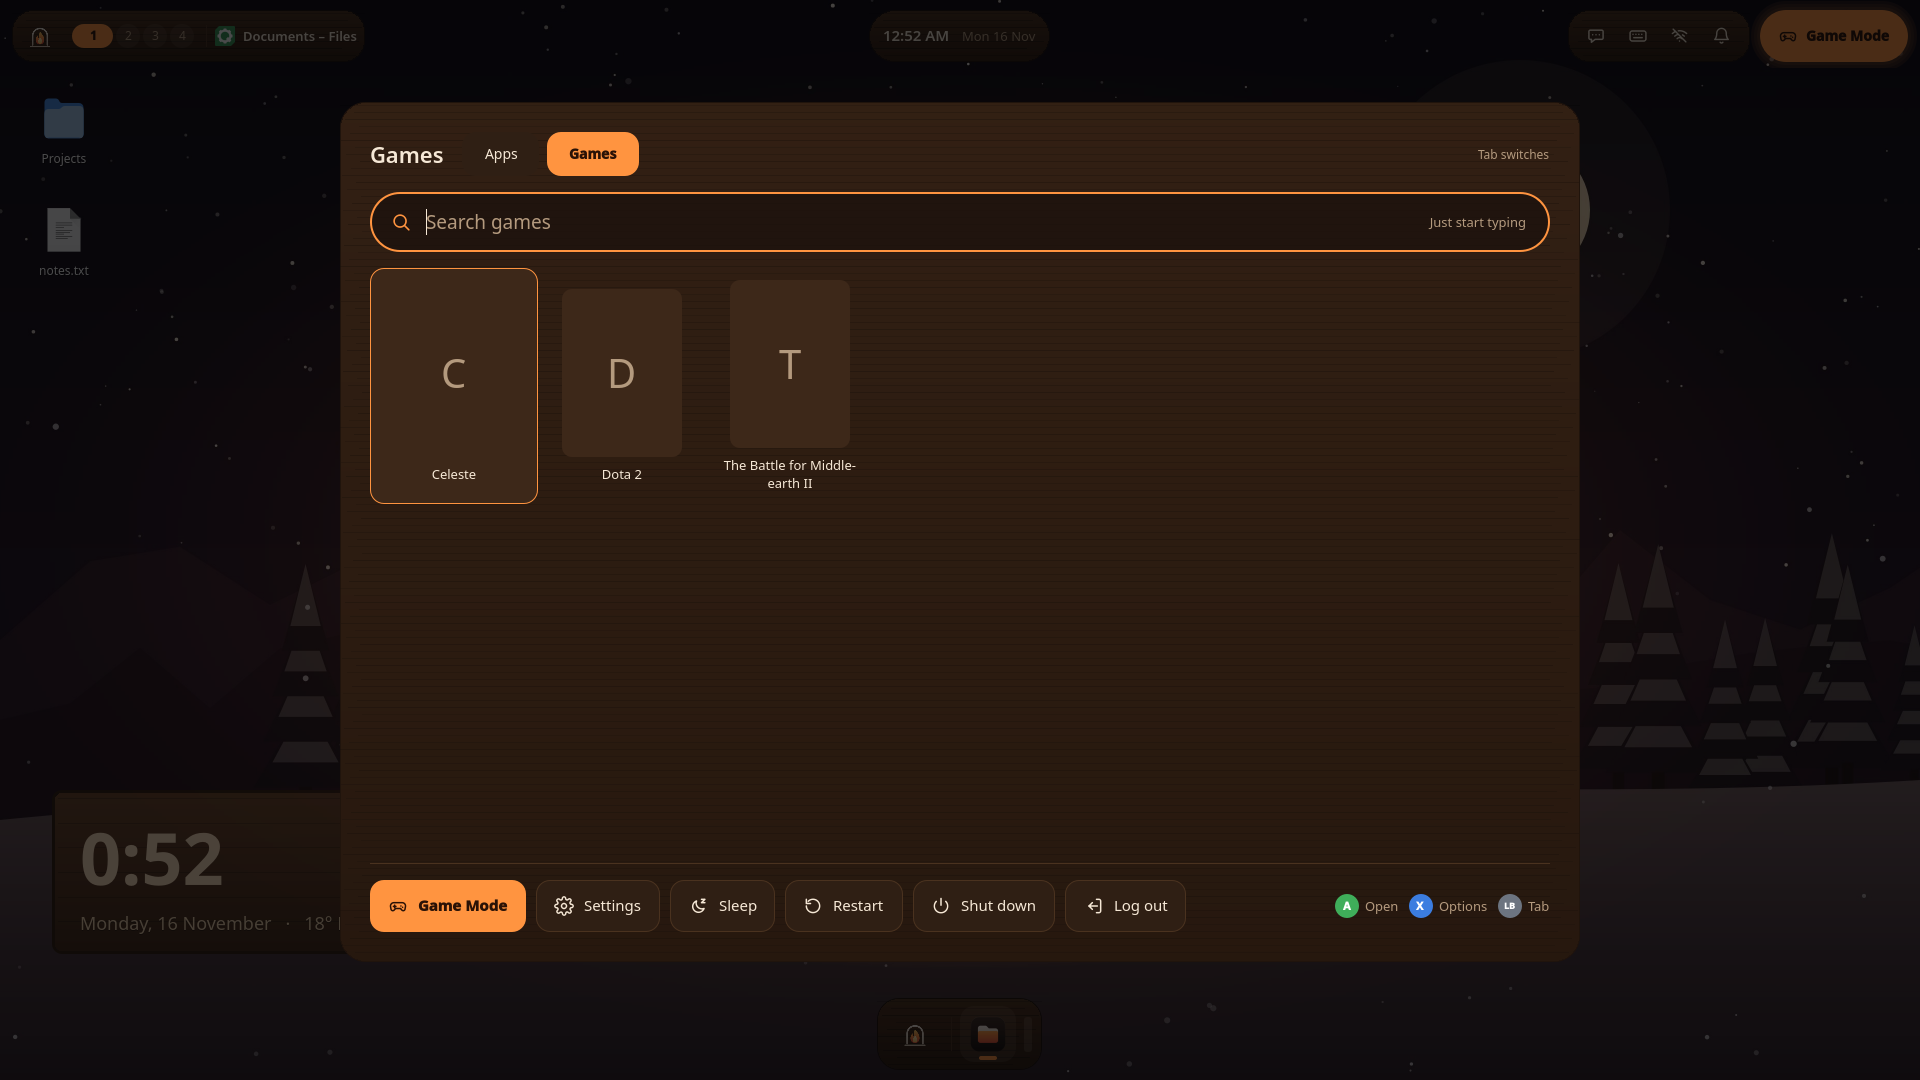 1 2 3 4 Documents – Files
12:52 AM Mon 16 Nov
Game Mode
Projects
notes.txt
Games Apps Games Tab switches
Search games Just start typing
C
D
T
Celeste
Dota 2
The Battle for Middle-
earth II
0:52
Monday, 16 November · 18°
Game Mode Settings Sleep Restart Shut down Log out A Open X Options LB Tab